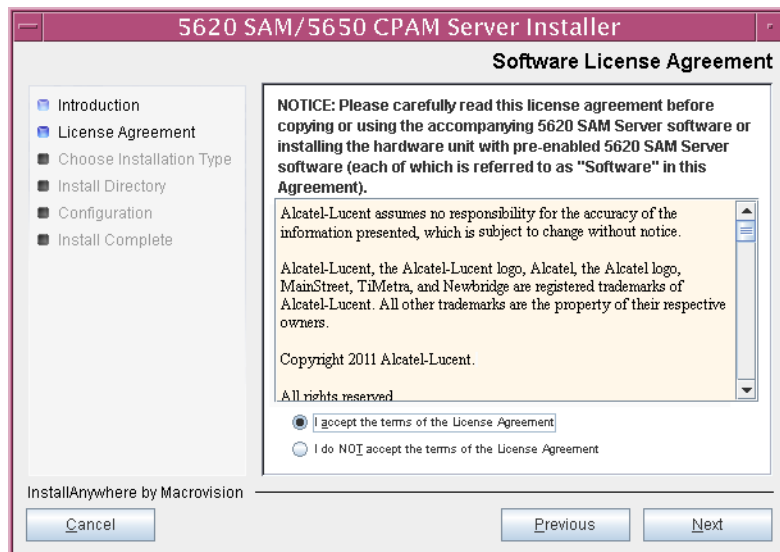 5620 SAM/5650 CPAM Server Installer
Software License Agreement
Introduction
License Agreement
Choose Installation Type
Install Directory
Configuration
Install Complete
NOTICE: Please carefully read this license agreement before
copying or using the accompanying 5620 SAM Server software or
installing the hardware unit with pre-enabled 5620 SAM Server
software (each of which is referred to as "Software" in this
Agreement).
Alcatel-Lucent assumes no responsibility for the accuracy of the
information presented, which is subject to change without notice.
Alcatel-Lucent, the Alcatel-Lucent logo, Alcatel, the Alcatel logo,
MainStreet, TiMetra, and Newbridge are registered trademarks of
Alcatel-Lucent. All other trademarks are the property of their respective
owners.
Copyright 2011 Alcatel-Lucent.
All rights reserved
I accept the terms of the License Agreement
I do NOT accept the terms of the License Agreement
InstallAnywhere by Macrovision
Cancel
Previous
Next